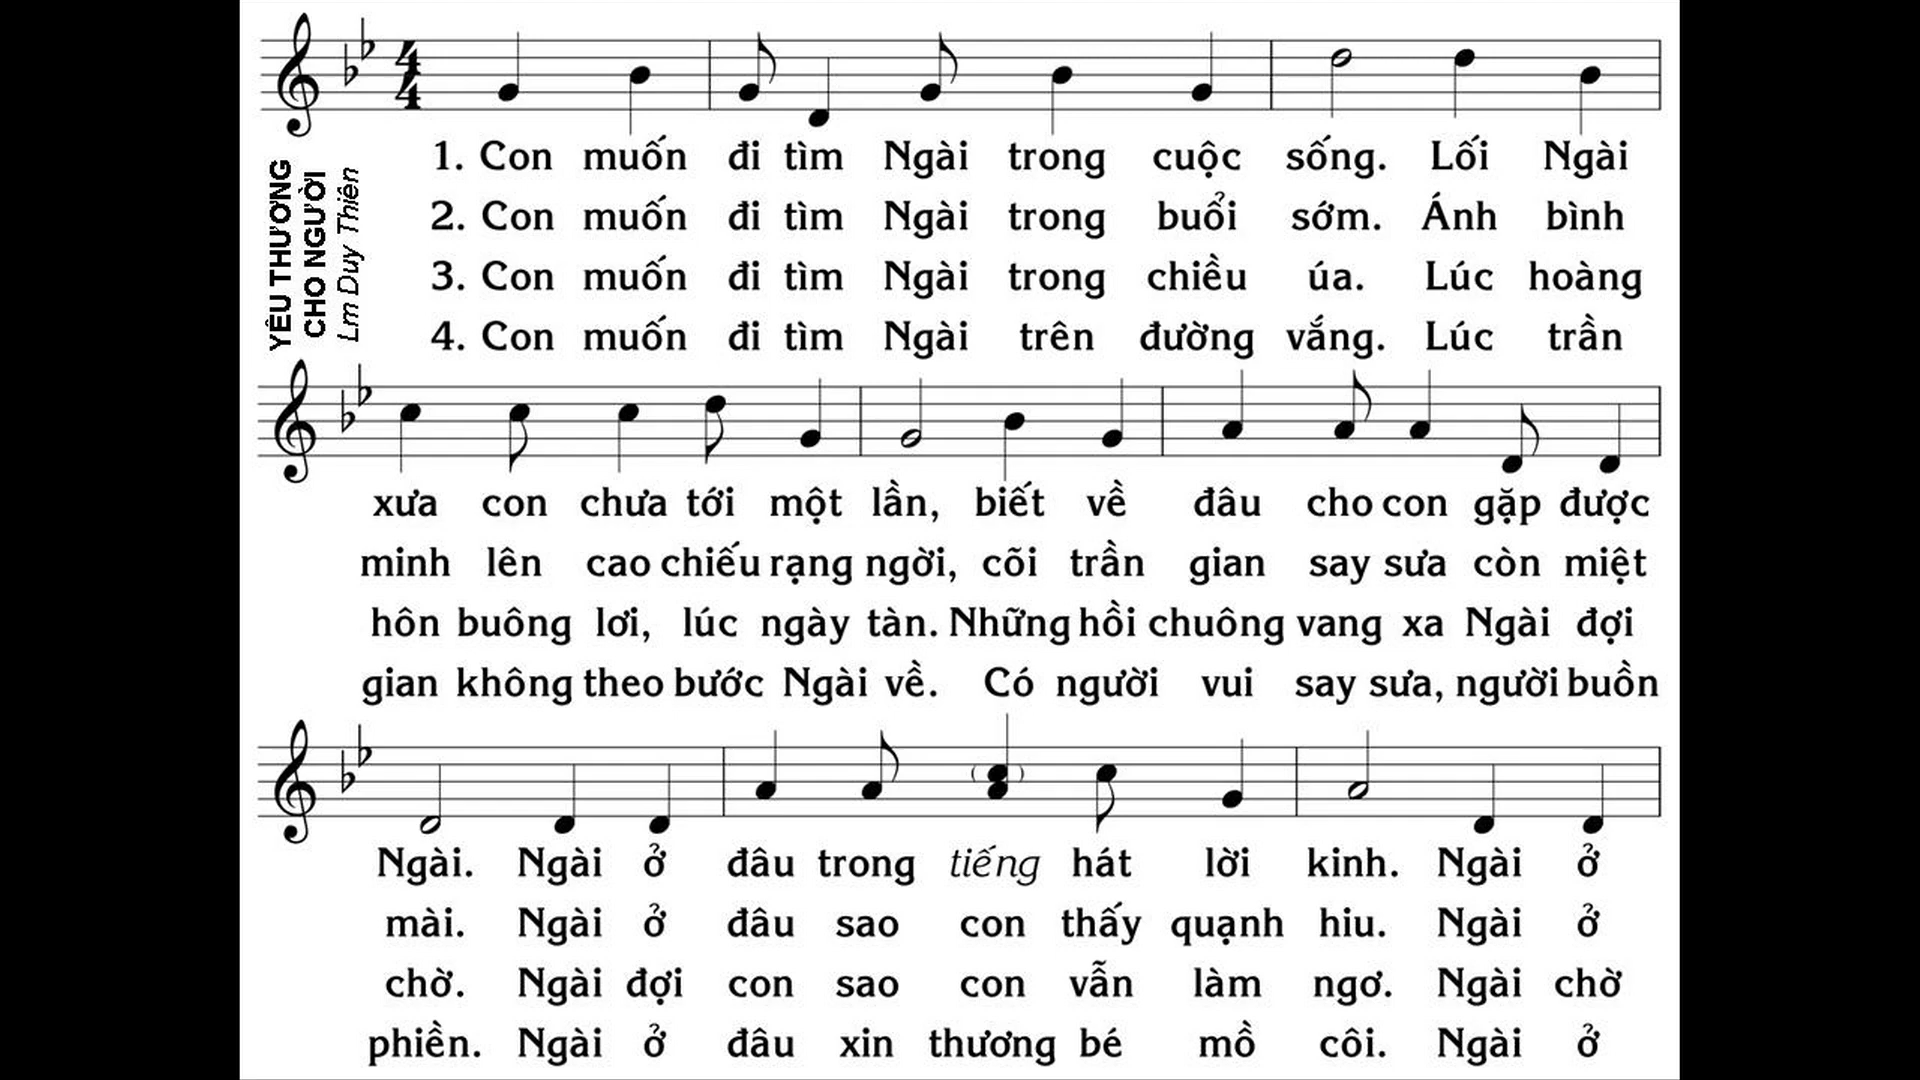 YÊU THƯƠNG
CHO NGƯỜI
Lm Duy Thiên
4
4
1. Con muốn đi tìm Ngài trong cuộc sống. Lối Ngài
2. Con muốn đi tìm Ngài trong buổi sớm. Ánh bình
3. Con muốn đi tìm Ngài trong chiều úa. Lúc hoàng
4. Con muốn đi tìm Ngài trên đường vắng. Lúc trần
xưa con chưa tới một lần, biết về đâu cho con gặp được
minh lên cao chiếu rạng ngời, cõi trần gian say sưa còn miệt
hôn buông lơi, lúc ngày tàn. Những hồi chuông vang xa Ngài đợi
gian không theo bước Ngài về. Có người vui say sưa, người buồn
Ngài. Ngài ở đâu trong tiếng hát lời kinh. Ngài ở
mài. Ngài ở đâu sao con thấy quạnh hiu. Ngài ở
chờ. Ngài đợi con sao con vẫn làm ngơ. Ngài chờ
phiền. Ngài ở đâu xin thương bé mồ côi. Ngài ở